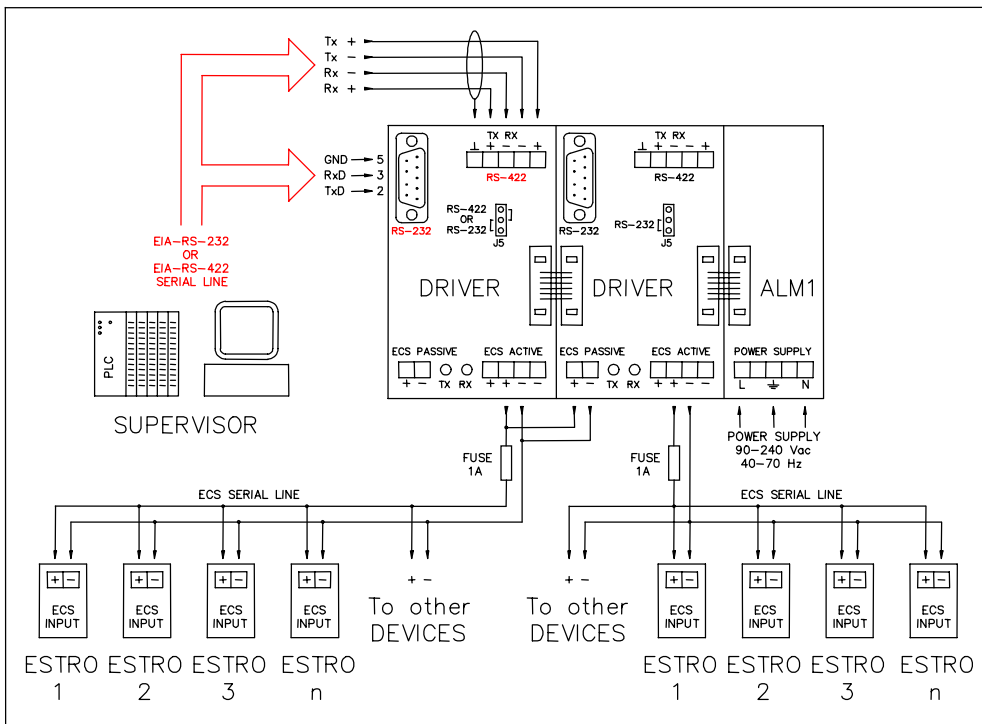 Tx +
Tx -
Rx -
Rx +
GND 5
RxD 3
TxD 2
EIA-RS-232
OR
EIA-RS-422
SERIAL LINE
PLC
SUPERVISOR
TX RX
+ - - +
RS-422
RS-232
RS-422
OR
RS-232
J5
DRIVER
ECS PASSIVE
+ -
TX RX
ECS ACTIVE
+ + - -
TX RX
+ - - +
RS-422
RS-232
RS-232
J5
DRIVER
ECS PASSIVE
+ -
TX RX
ECS ACTIVE
+ + - -
ALM1
POWER SUPPLY
L N
POWER SUPPLY
90-240 Vac
40-70 Hz
FUSE
1A
FUSE
1A
ECS SERIAL LINE
ECS SERIAL LINE
+ -
ECS
INPUT
ESTRO
1
+ -
ECS
INPUT
ESTRO
2
+ -
ECS
INPUT
ESTRO
3
+ -
ECS
INPUT
ESTRO
n
+ -
To other
DEVICES
+ -
To other
DEVICES
+ -
ECS
INPUT
ESTRO
1
+ -
ECS
INPUT
ESTRO
2
+ -
ECS
INPUT
ESTRO
3
+ -
ECS
INPUT
ESTRO
n